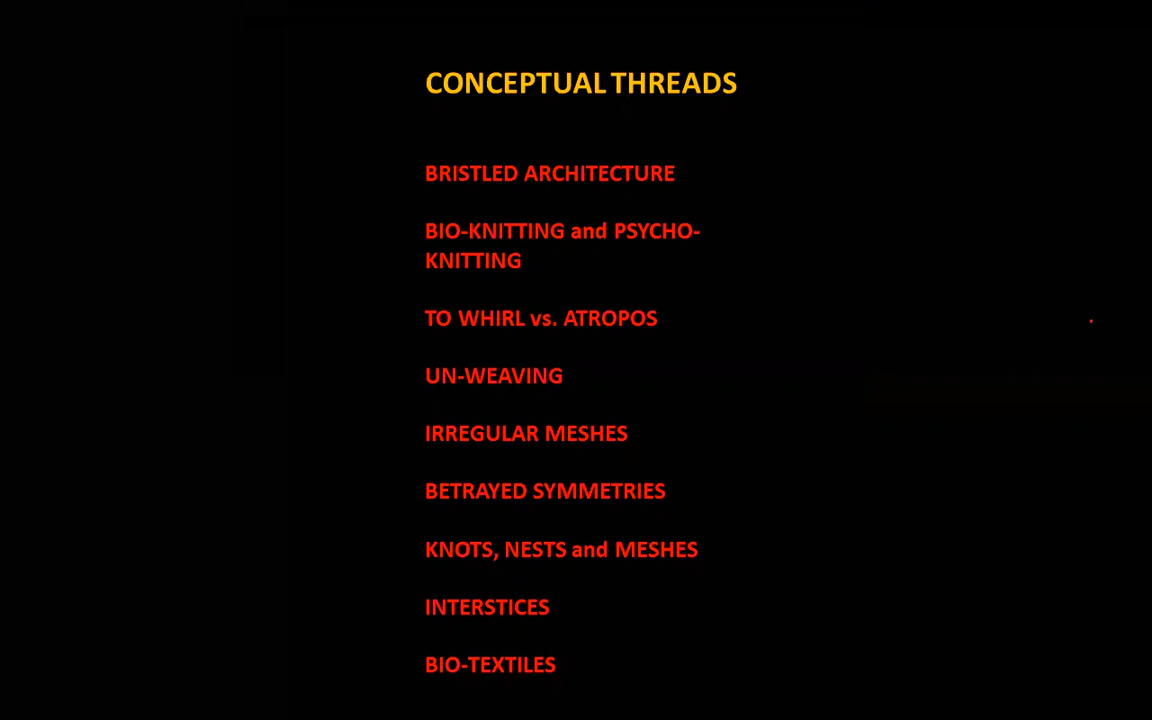 CONCEPTUAL THREADS
BRISTLED ARCHITECTURE
BIO-KNITTING and PSYCHO-
KNITTING
TO WHIRL vs. ATROPOS
UN-WEAVING
IRREGULAR MESHES
BETRAYED SYMMETRIES
KNOTS, NESTS and MESHES
INTERSTICES
BIO-TEXTILES